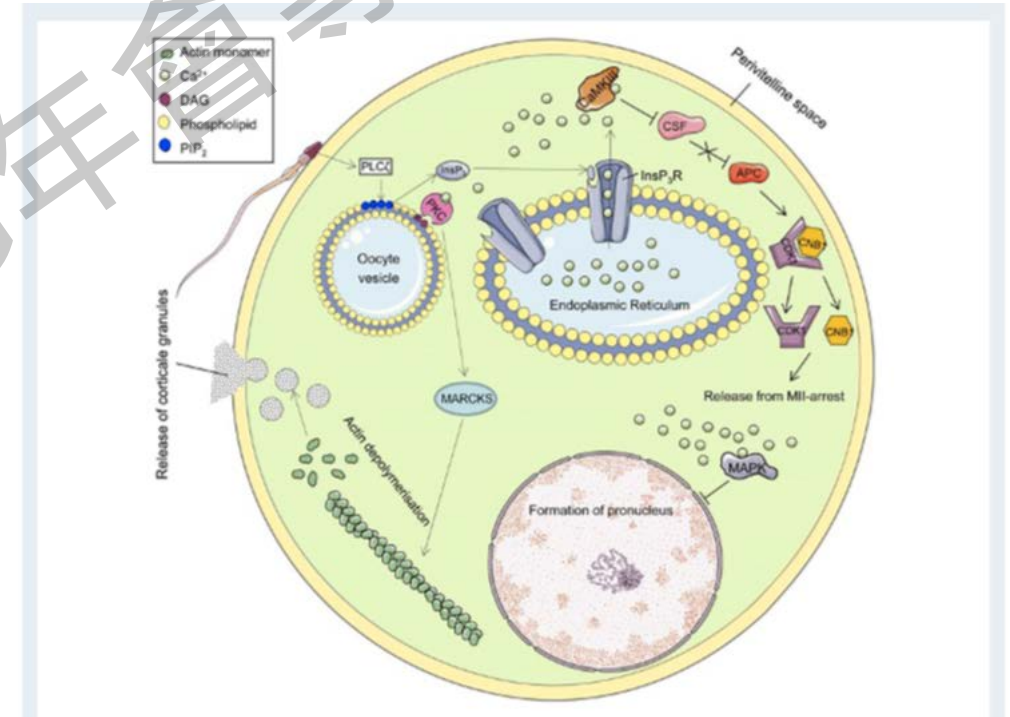 年會
Actin monomer
Ca²⁺
DAG
Phospholipid
PIP₂
Perivitelline space
CaMKII
CSF
APC
PLCζ
InsP₃
InsP₃R
PKC
CDK1
CNB1
Oocyte
vesicle
Endoplasmic Reticulum
CDK1
CNB1
Release from MII-arrest
Release of corticale granules
MARCKS
Actin depolymerisation
MAPK
Formation of pronucleus